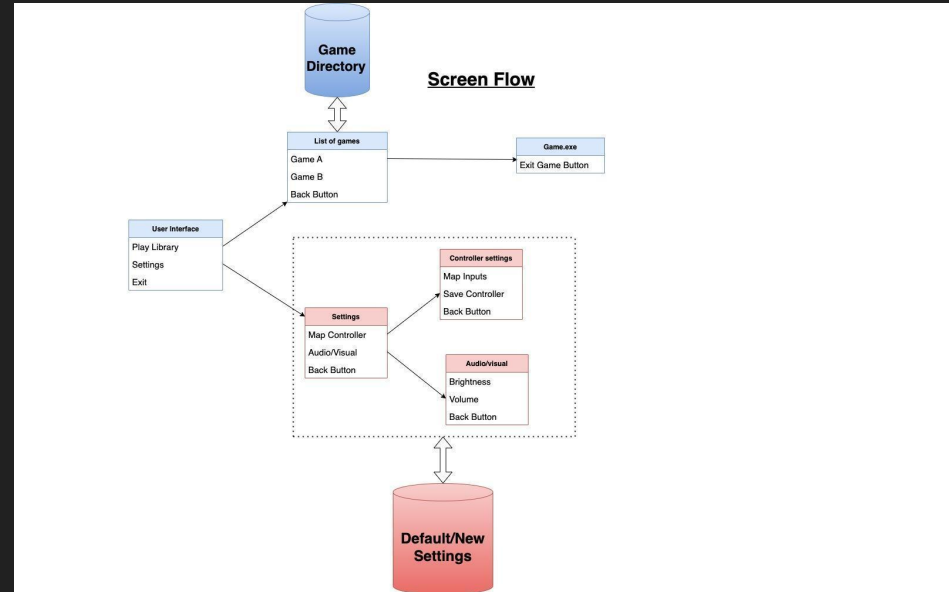 Game
Directory
Screen Flow
List of games
Game A
Game B
Back Button
Game.exe
Exit Game Button
User Interface
Play Library
Settings
Exit
Controller settings
Map Inputs
Save Controller
Back Button
Settings
Map Controller
Audio/Visual
Back Button
Audio/visual
Brightness
Volume
Back Button
Default/New
Settings